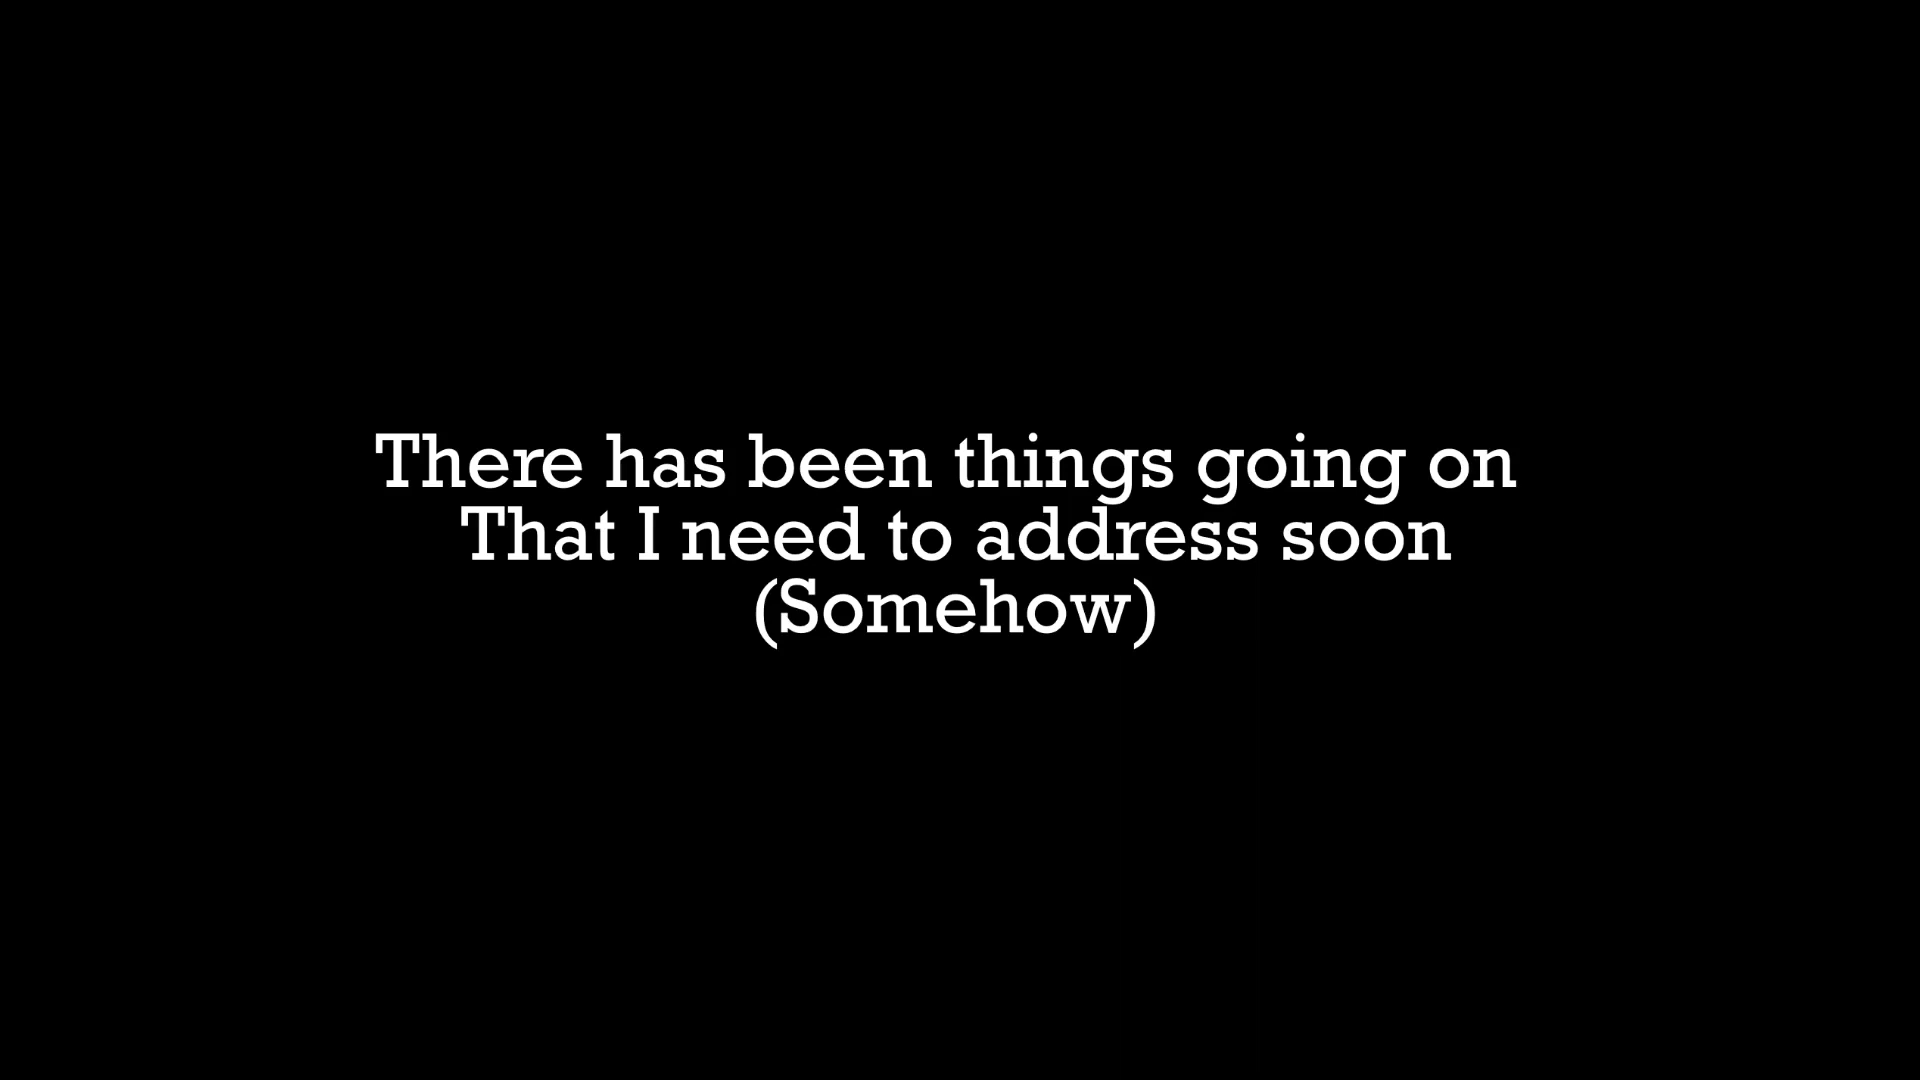 There has been things going on
That I need to address soon
(Somehow)